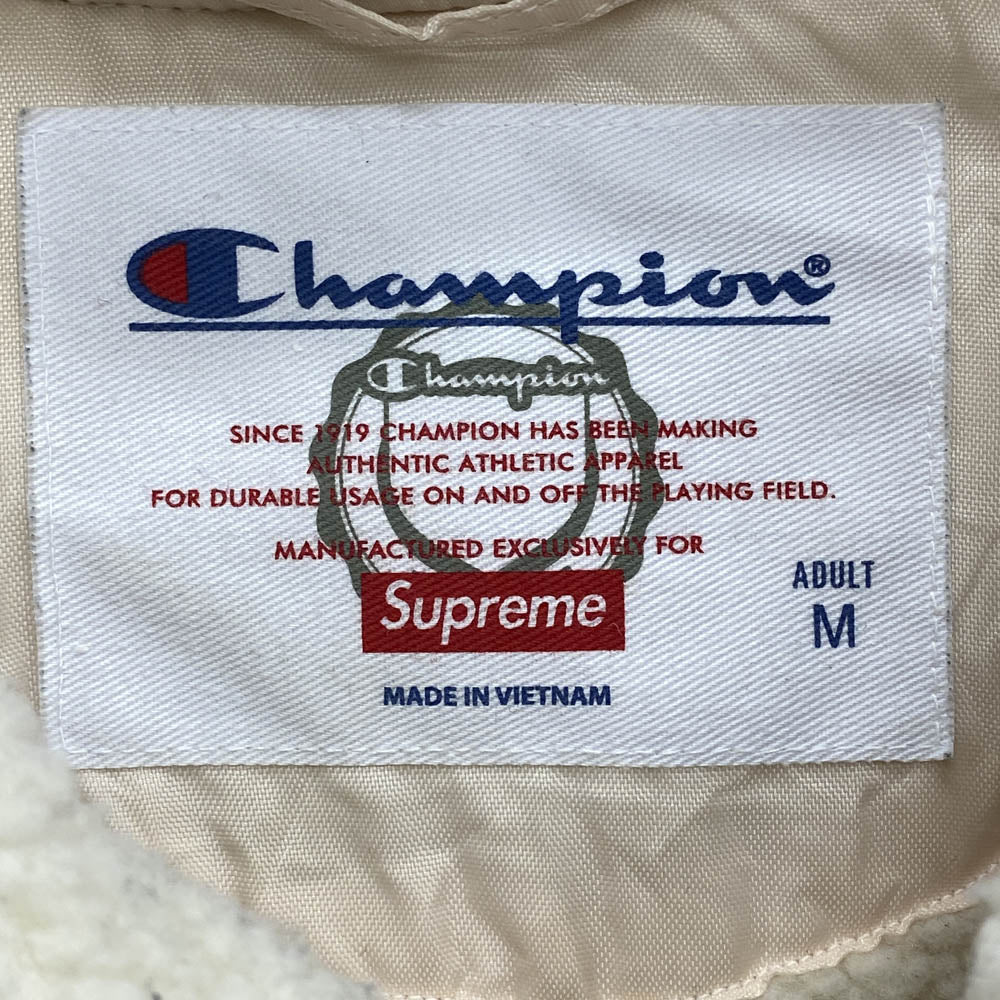 Champion®
Champion
SINCE 1919 CHAMPION HAS BEEN MAKING
AUTHENTIC ATHLETIC APPAREL
FOR DURABLE USAGE ON AND OFF THE PLAYING FIELD.
MANUFACTURED EXCLUSIVELY FOR
Supreme
ADULT
M
MADE IN VIETNAM